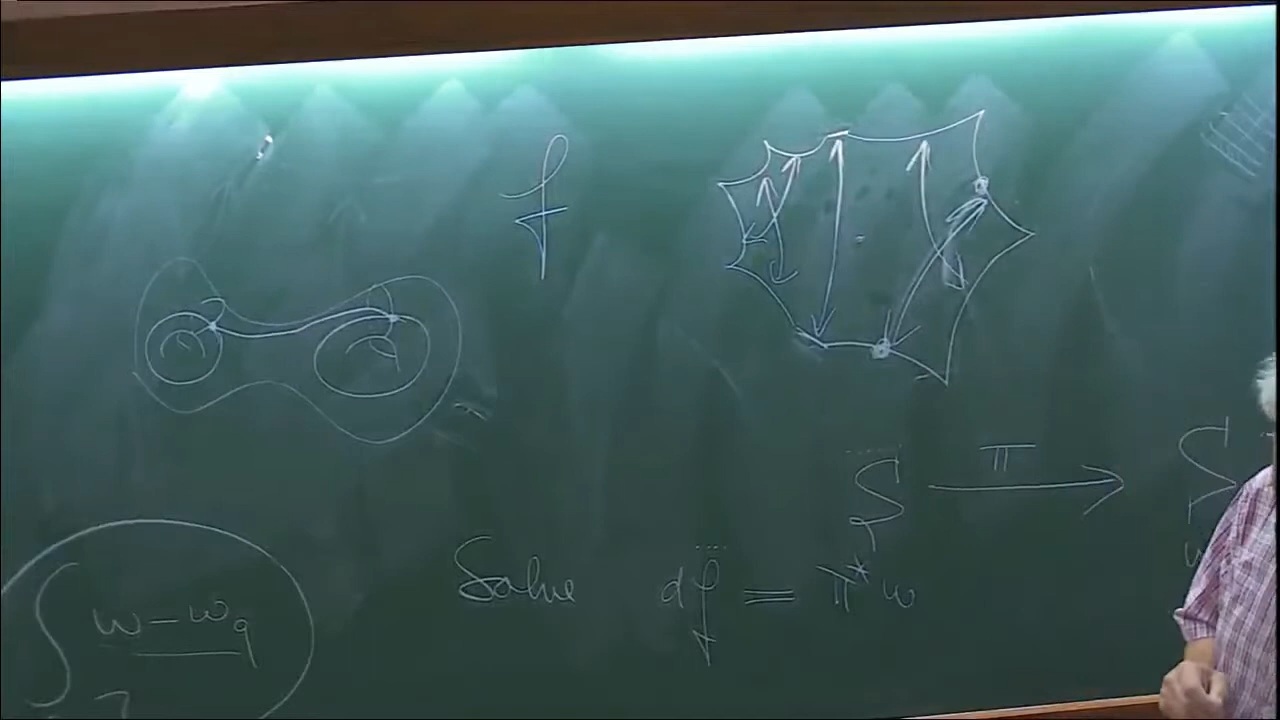 f
S π S
Solve df = π*ω
∫ ω − ω_q